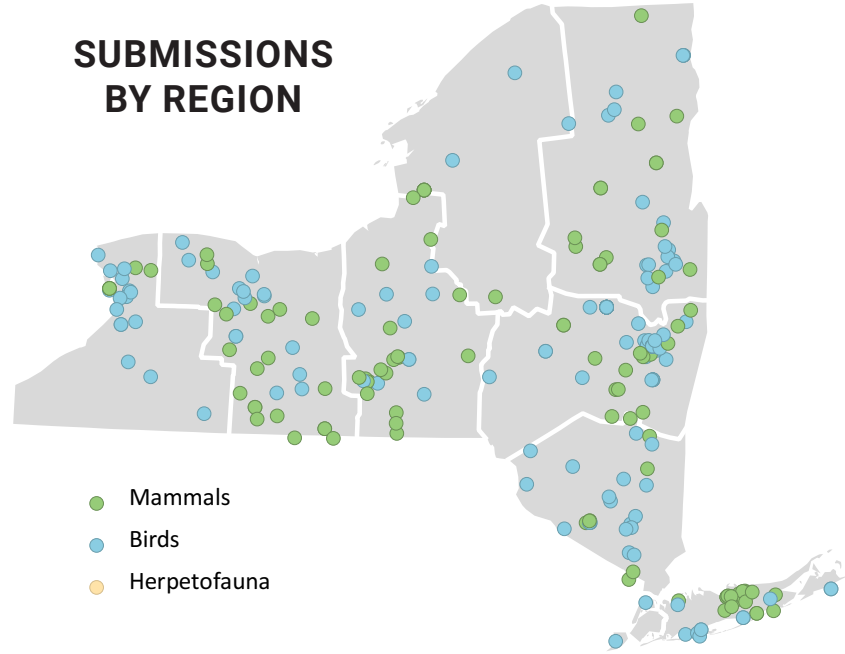 SUBMISSIONS
BY REGION
Mammals
Birds
Herpetofauna